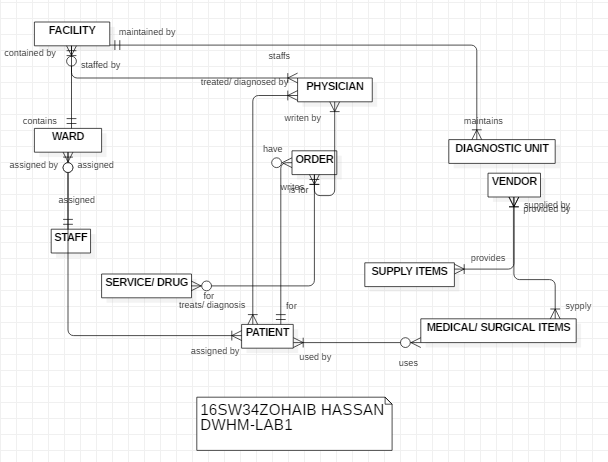 FACILITY
maintained by
contained by
staffed by
staffs
treated/ diagnosed by
PHYSICIAN
writen by
contains
maintains
WARD
DIAGNOSTIC UNIT
have
ORDER
assigned by
assigned
VENDOR
writes
is for
assigned
supplied by
provided by
STAFF
provides
SUPPLY ITEMS
SERVICE/ DRUG
for
treats/ diagnosis
for
sypply
PATIENT
MEDICAL/ SURGICAL ITEMS
assigned by
used by
uses
16SW34ZOHAIB HASSAN
DWHM-LAB1